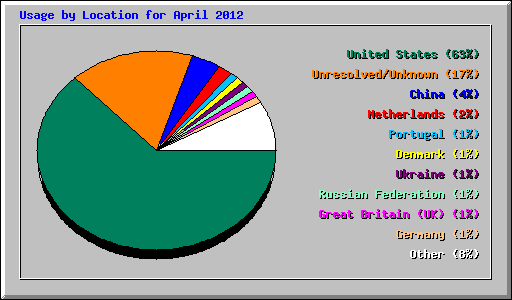 Usage by Location for April 2012
United States (63%)
Unresolved/Unknown (17%)
China (4%)
Netherlands (2%)
Portugal (1%)
Denmark (1%)
Ukraine (1%)
Russian Federation (1%)
Great Britain (UK) (1%)
Germany (1%)
Other (8%)